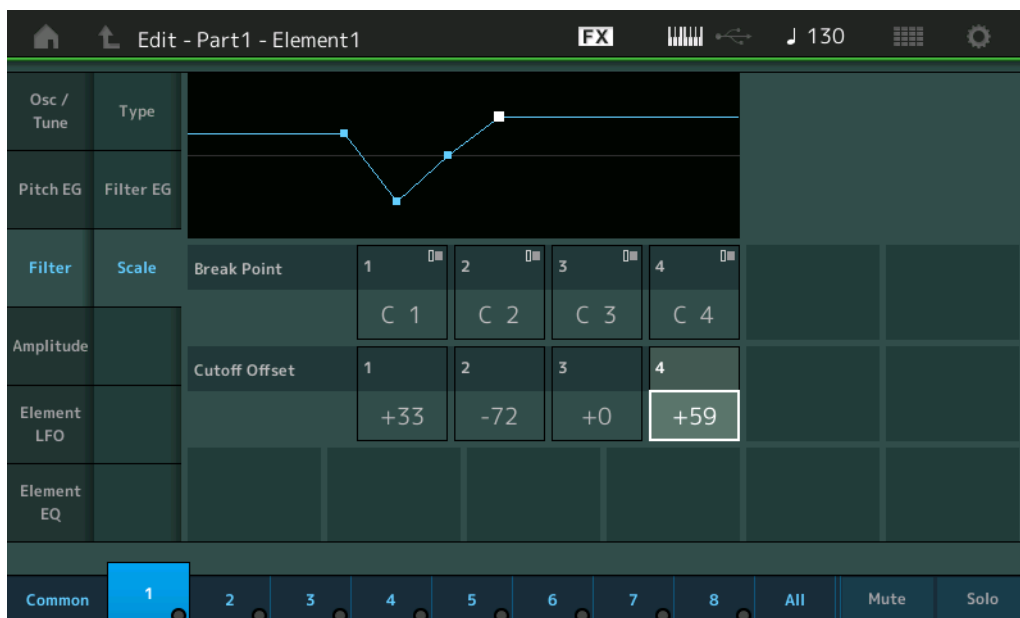 Edit - Part1 - Element1 FX ♩ 130
Osc /
Tune
Type
Pitch EG
Filter EG
Filter
Scale
Break Point 1 2 3 4
C 1 C 2 C 3 C 4
Amplitude
Cutoff Offset 1 2 3 4
+33 -72 +0 +59
Element
LFO
Element
EQ
Common 1 2 3 4 5 6 7 8 All Mute Solo